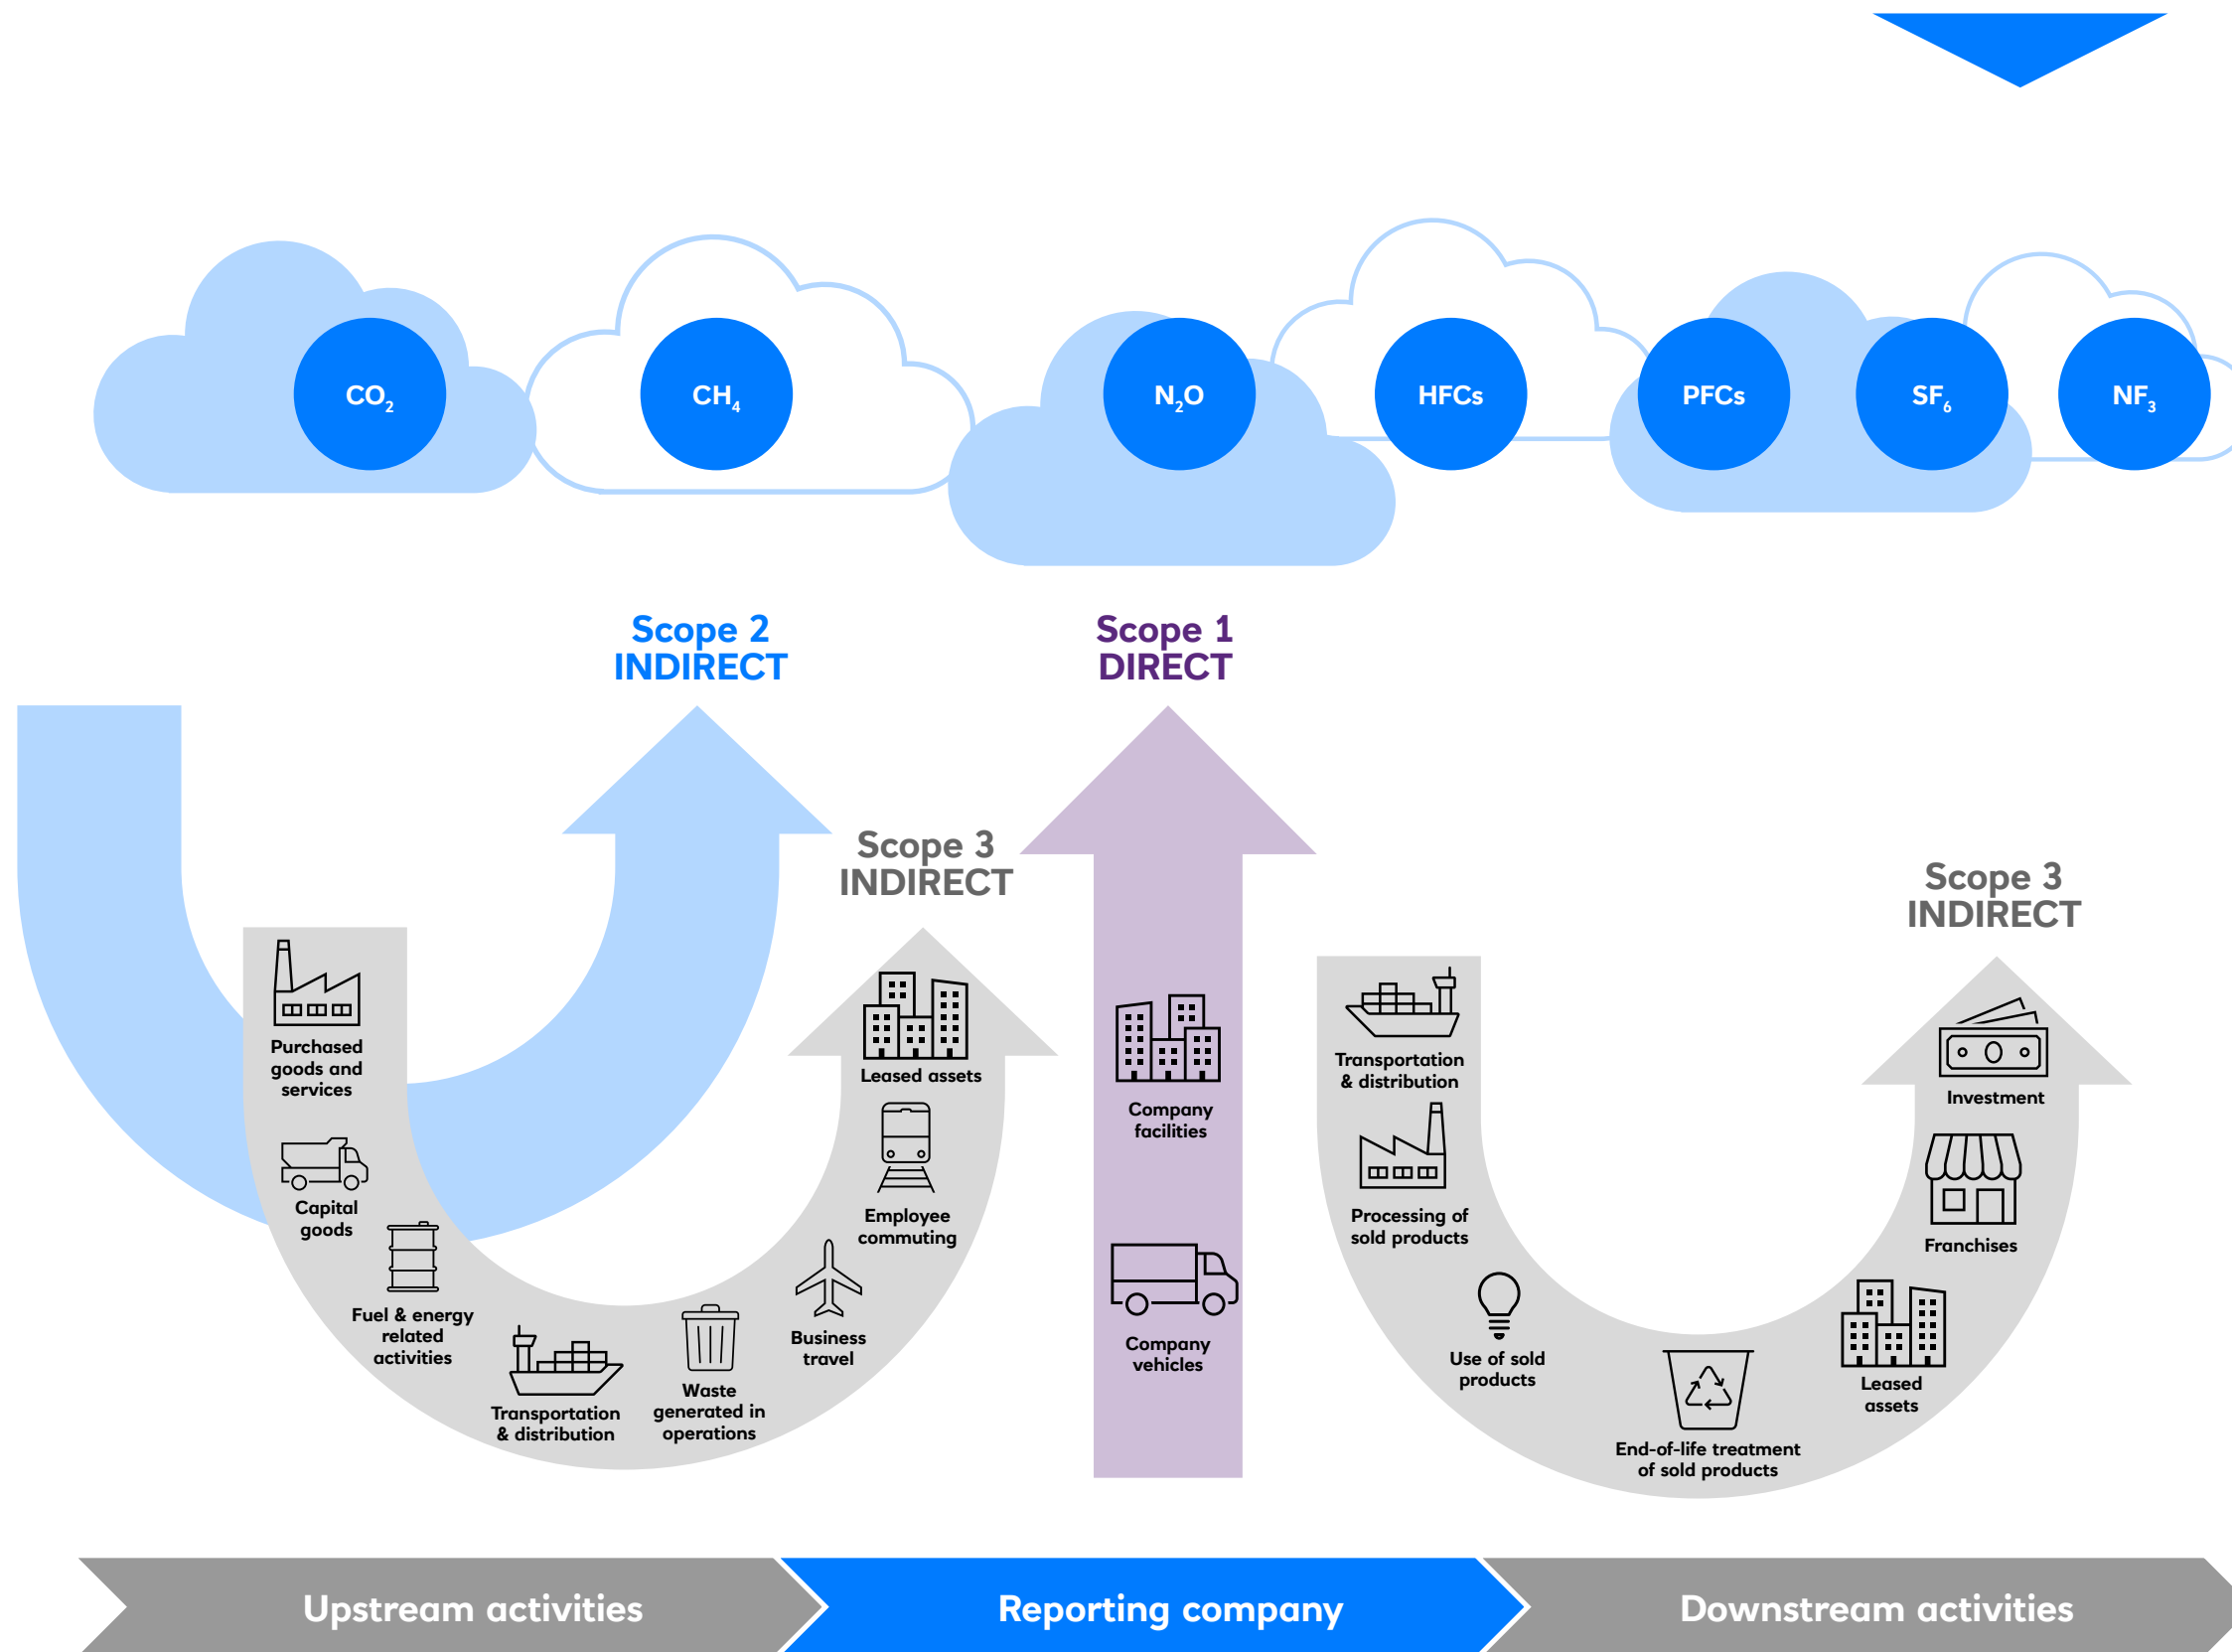 CO₂
CH₄
N₂O
HFCs
PFCs
SF₆
NF₃
Scope 2
INDIRECT
Scope 1
DIRECT
Scope 3
INDIRECT
Scope 3
INDIRECT
Purchased
goods and
services
Capital
goods
Fuel & energy
related
activities
Transportation
& distribution
Waste
generated in
operations
Business
travel
Employee
commuting
Leased assets
Company
facilities
Company
vehicles
Transportation
& distribution
Processing of
sold products
Use of sold
products
End-of-life treatment
of sold products
Leased
assets
Franchises
Investment
Upstream activities
Reporting company
Downstream activities